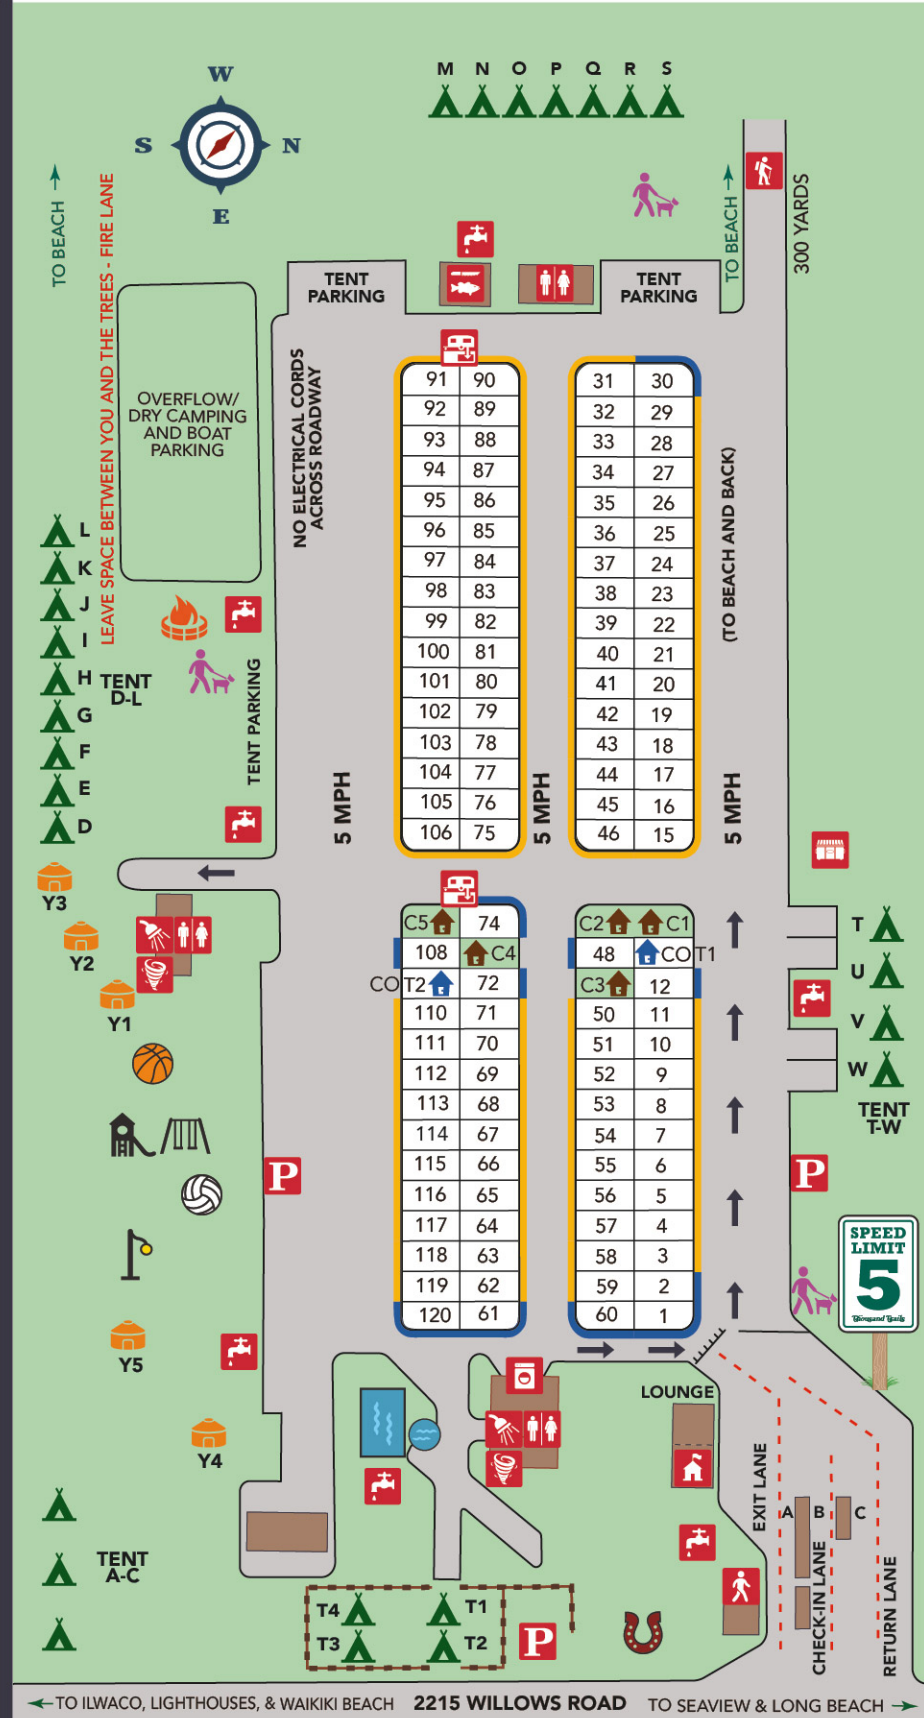 M N O P Q R S
W
S N
E
TO BEACH →
LEAVE SPACE BETWEEN YOU AND THE TREES - FIRE LANE
TO BEACH →
300 YARDS
TENT
PARKING
TENT
PARKING
OVERFLOW/
DRY CAMPING
AND BOAT
PARKING
NO ELECTRICAL CORDS
ACROSS ROADWAY
(TO BEACH AND BACK)
91 90
92 89
93 88
94 87
95 86
96 85
97 84
98 83
99 82
100 81
101 80
102 79
103 78
104 77
105 76
106 75
31 30
32 29
33 28
34 27
35 26
36 25
37 24
38 23
39 22
40 21
41 20
42 19
43 18
44 17
45 16
46 15
L
K
J
I
H
G
F
E
D
TENT
D-L
TENT PARKING
5 MPH
5 MPH
5 MPH
Y3
Y2
Y1
C5 74
108 C4
COT2 72
110 71
111 70
112 69
113 68
114 67
115 66
116 65
117 64
118 63
119 62
120 61
C2 C1
48 COT1
C3 12
50 11
51 10
52 9
53 8
54 7
55 6
56 5
57 4
58 3
59 2
60 1
T
U
V
W
TENT
T-W
P
P
SPEED
LIMIT
5
Thousand Trails
Y5
Y4
LOUNGE
EXIT LANE
A B C
CHECK-IN LANE
RETURN LANE
TENT
A-C
T4 T1
T3 T2
P
← TO ILWACO, LIGHTHOUSES, & WAIKIKI BEACH 2215 WILLOWS ROAD TO SEAVIEW & LONG BEACH →